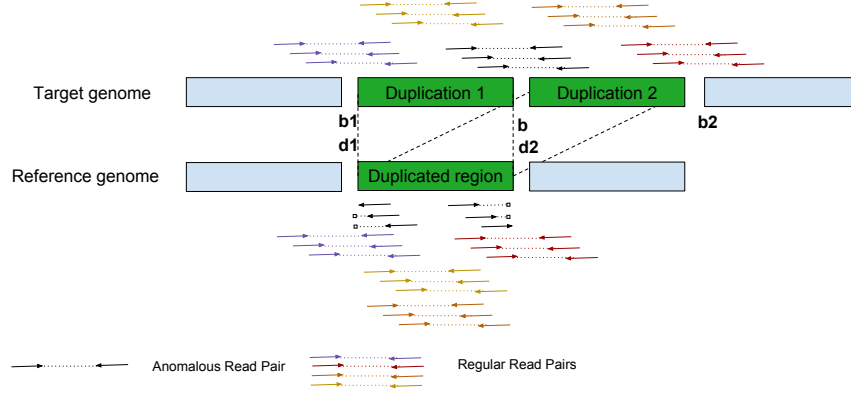 Target genome
Duplication 1
Duplication 2
b1
b
b2
d1
d2
Reference genome
Duplicated region
Anomalous Read Pair
Regular Read Pairs